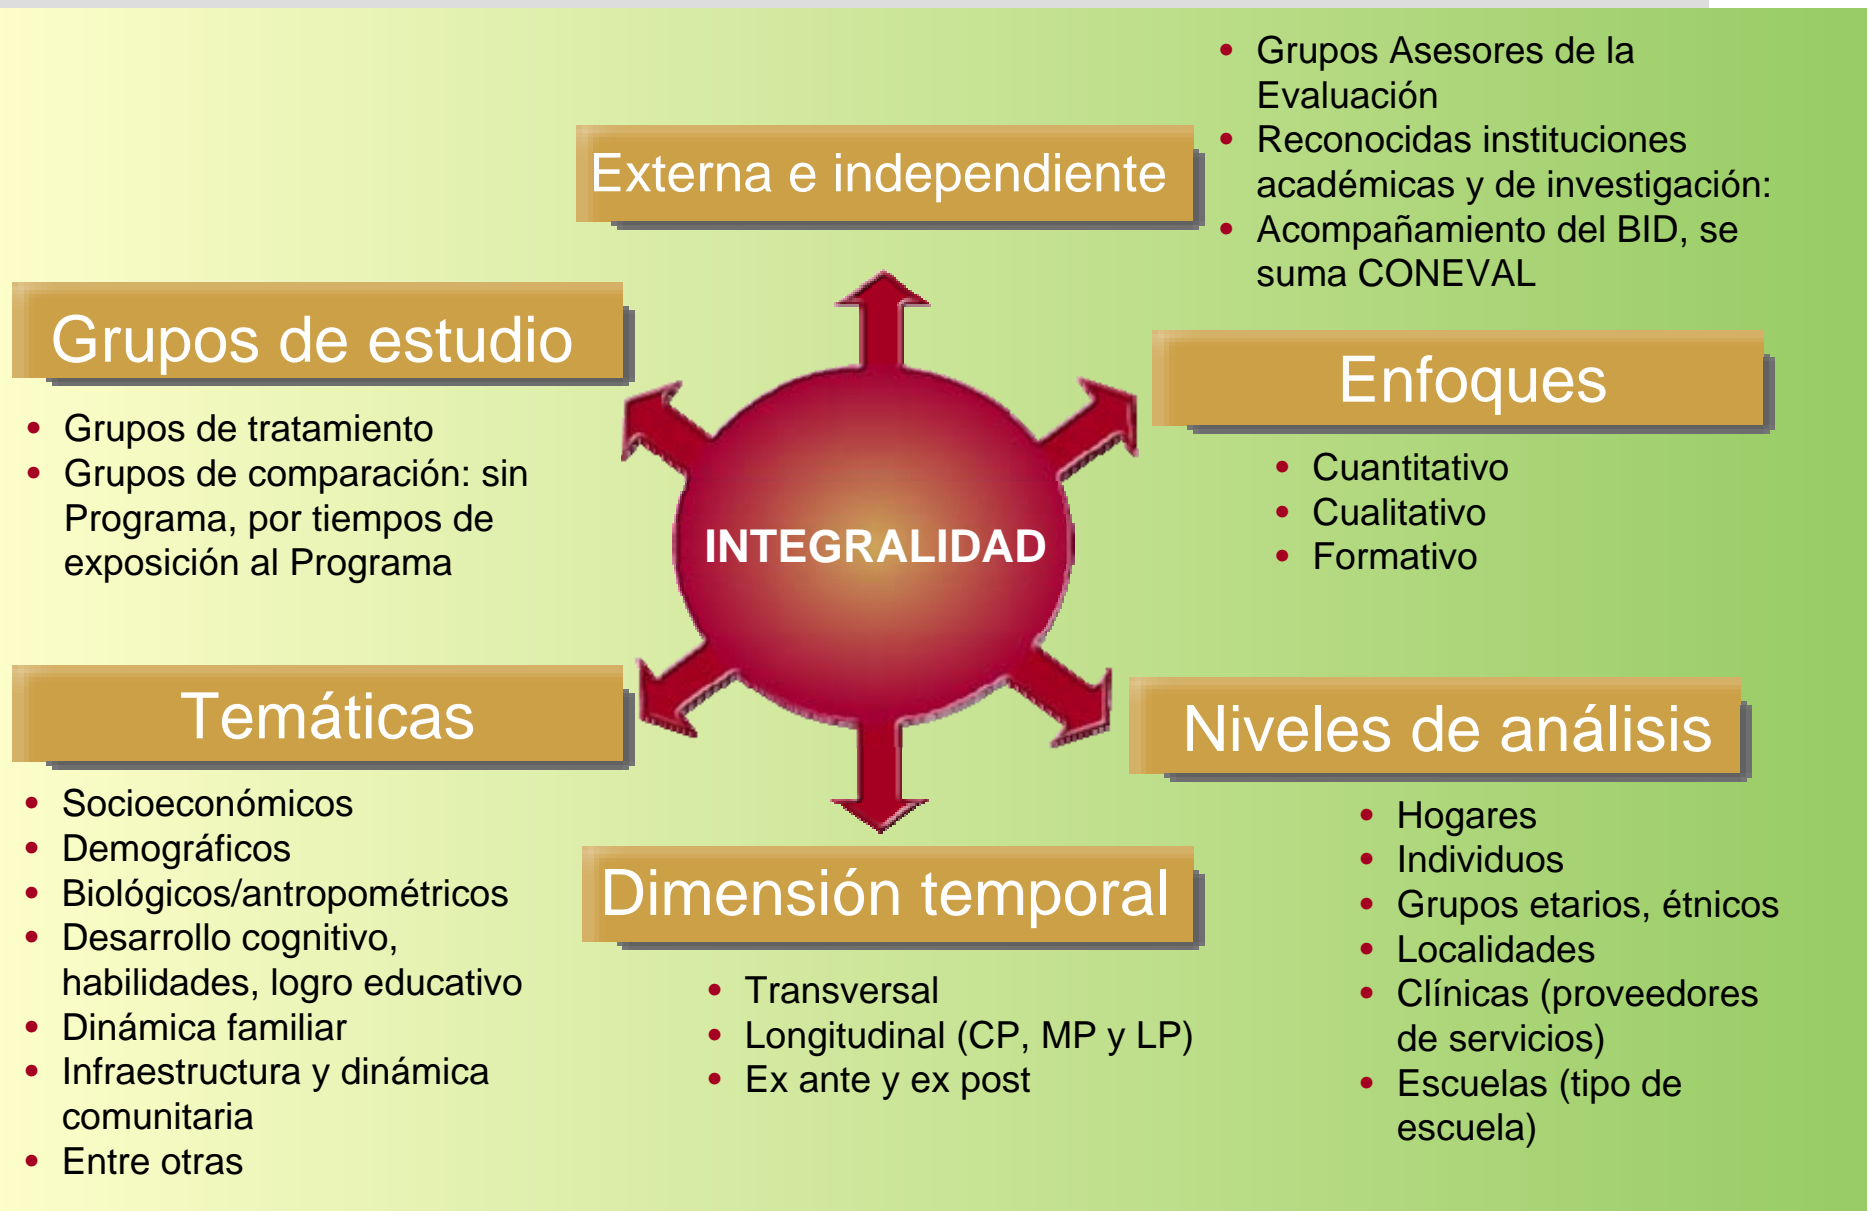 Externa e independiente
• Grupos Asesores de la
Evaluación
• Reconocidas instituciones
académicas y de investigación:
• Acompañamiento del BID, se
suma CONEVAL
Grupos de estudio
• Grupos de tratamiento
• Grupos de comparación: sin
Programa, por tiempos de
exposición al Programa
Enfoques
• Cuantitativo
• Cualitativo
• Formativo
INTEGRALIDAD
Temáticas
• Socioeconómicos
• Demográficos
• Biológicos/antropométricos
• Desarrollo cognitivo,
habilidades, logro educativo
• Dinámica familiar
• Infraestructura y dinámica
comunitaria
• Entre otras
Dimensión temporal
• Transversal
• Longitudinal (CP, MP y LP)
• Ex ante y ex post
Niveles de análisis
• Hogares
• Individuos
• Grupos etarios, étnicos
• Localidades
• Clínicas (proveedores
de servicios)
• Escuelas (tipo de
escuela)